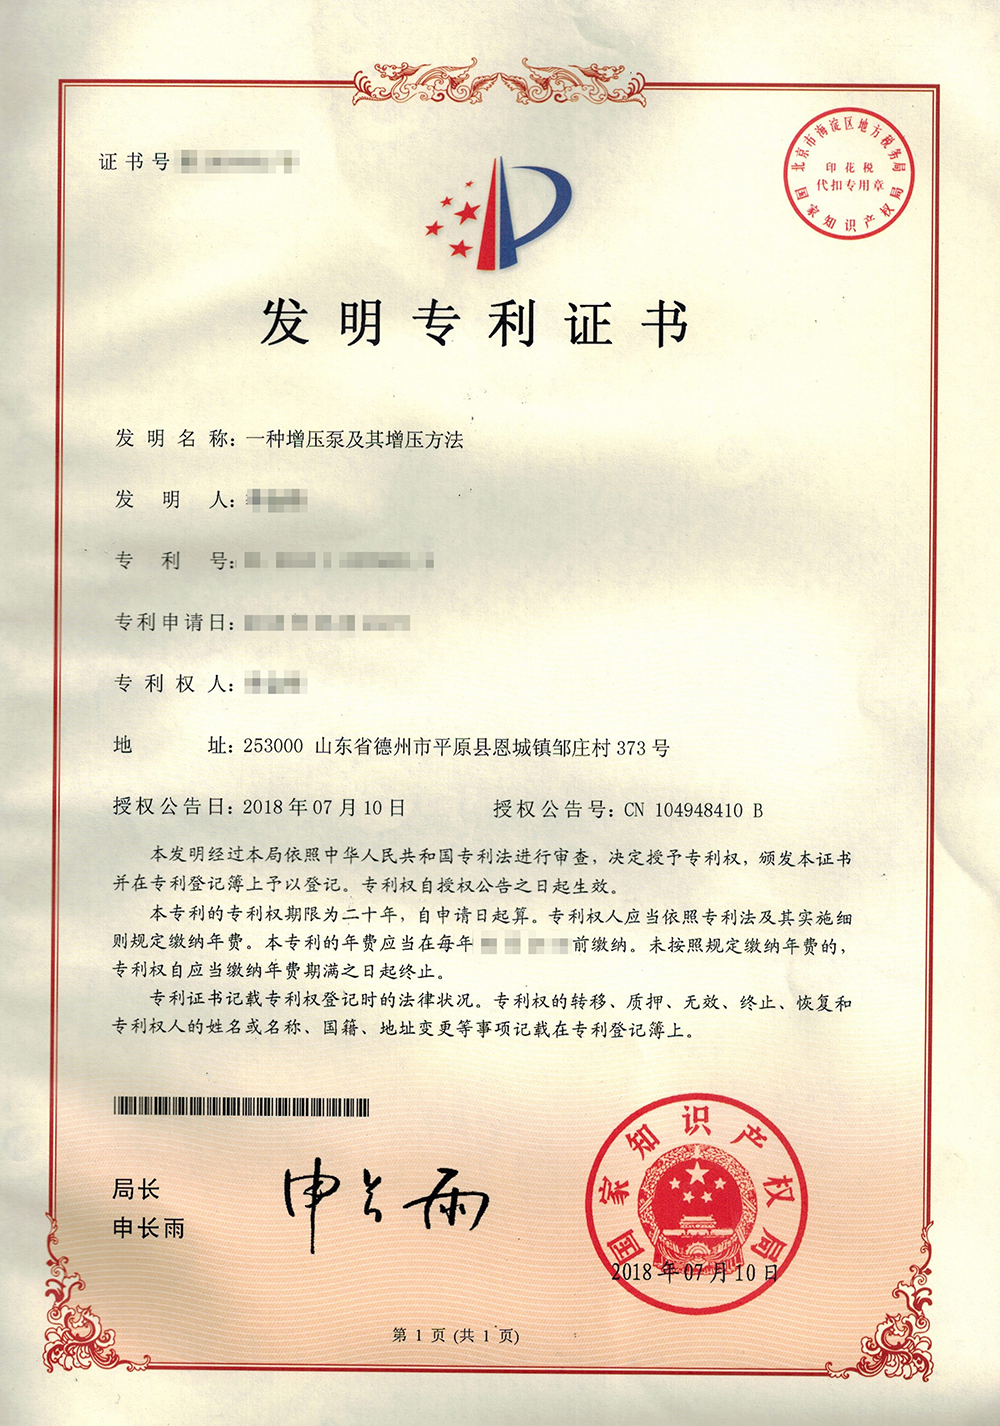 证书号
北京市海淀区地方税务局
印花税
代扣专用章
国家知识产权局
发明专利证书
发明名称：一种增压泵及其增压方法
发明人：
专利号：
专利申请日：
专利权人：
地址：253000 山东省德州市平原县恩城镇邹庄村373号
授权公告日：2018年07月10日 授权公告号：CN 104948410 B
本发明经过本局依照中华人民共和国专利法进行审查，决定授予专利权，颁发本证书
并在专利登记簿上予以登记。专利权自授权公告之日起生效。
本专利的专利权期限为二十年，自申请日起算。专利权人应当依照专利法及其实施细
则规定缴纳年费。本专利的年费应当在每年 前缴纳。未按照规定缴纳年费的，
专利权自应当缴纳年费期满之日起终止。
专利证书记载专利权登记时的法律状况。专利权的转移、质押、无效、终止、恢复和
专利权人的姓名或名称、国籍、地址变更等事项记载在专利登记簿上。
局长
申长雨
申长雨
国家知识产权局
2018年07月10日
第 1 页 (共 1 页)